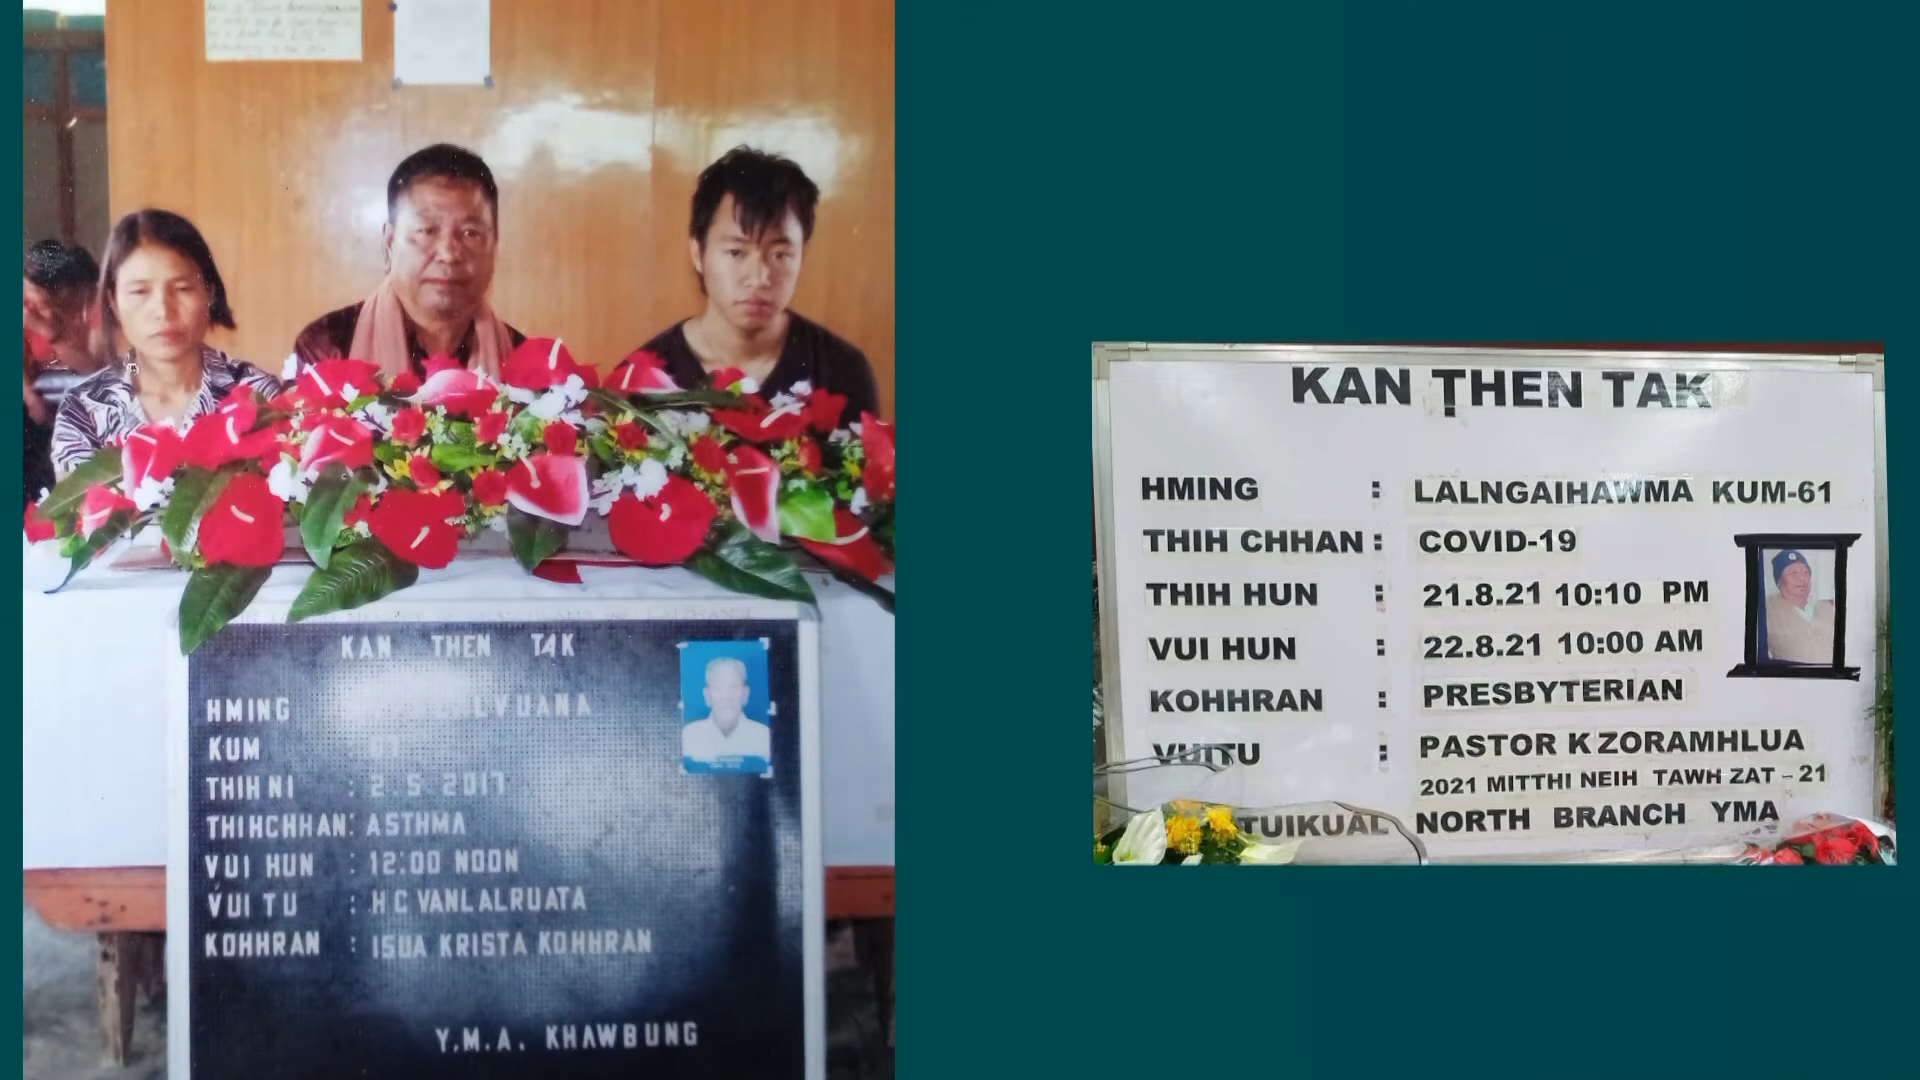 KAN THEN TAK
HMING LVUANA
KUM
THIH NI : 2. 5. 2017
THIHCHHAN: ASTHMA
VUI HUN : 12:00 NOON
VUI TU : H C VANLALRUATA
KOHHRAN : ISUA KRISTA KOHHRAN
Y.M.A. KHAWBUNG
KAN ṬHEN TAK
HMING : LALNGAIHAWMA KUM-61
THIH CHHAN : COVID-19
THIH HUN : 21.8.21 10:10 PM
VUI HUN : 22.8.21 10:00 AM
KOHHRAN : PRESBYTERIAN
VUITU : PASTOR K ZORAMHLUA
2021 MITTHI NEIH TAWH ZAT – 21
TUIKUAL NORTH BRANCH YMA